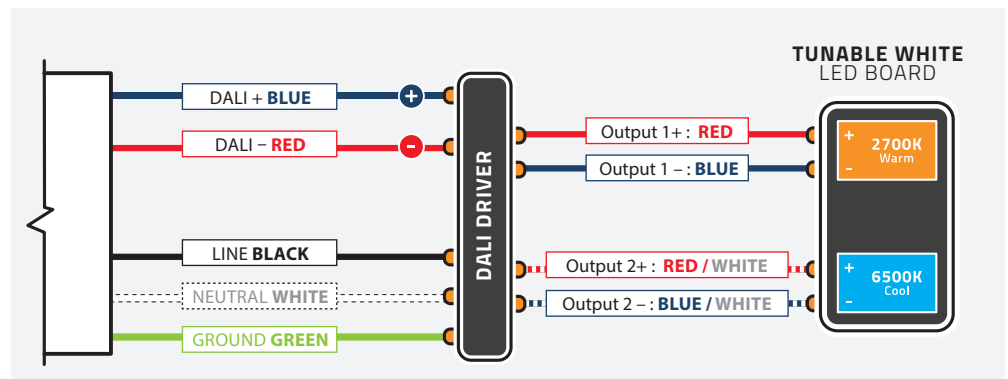 TUNABLE WHITE
LED BOARD
DALI + BLUE
+
DALI – RED
-
LINE BLACK
NEUTRAL WHITE
GROUND GREEN
DALI DRIVER
Output 1+ : RED
Output 1 – : BLUE
Output 2+ : RED / WHITE
Output 2 – : BLUE / WHITE
+
2700K
Warm
-
+
6500K
Cool
-